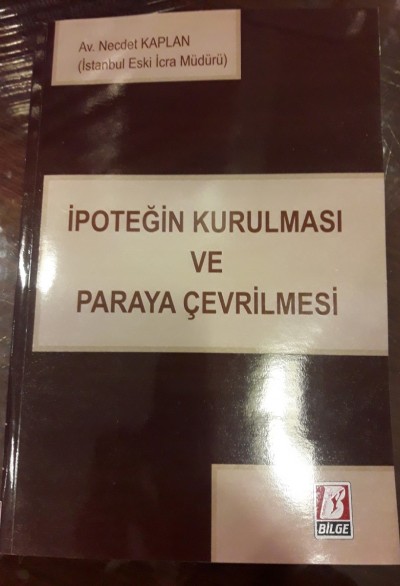 Av. Necdet KAPLAN
(İstanbul Eski İcra Müdürü)
İPOTEĞİN KURULMASI
VE
PARAYA ÇEVRİLMESİ
BİLGE